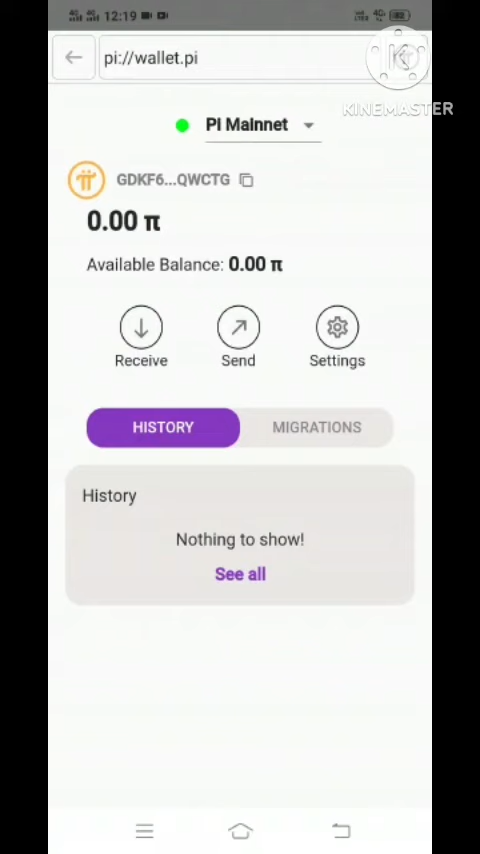 12:19
pi://wallet.pi
KINEMASTER
Pi Mainnet
GDKF6...QWCTG
0.00 π
Available Balance: 0.00 π
Receive
Send
Settings
HISTORY
MIGRATIONS
History
Nothing to show!
See all